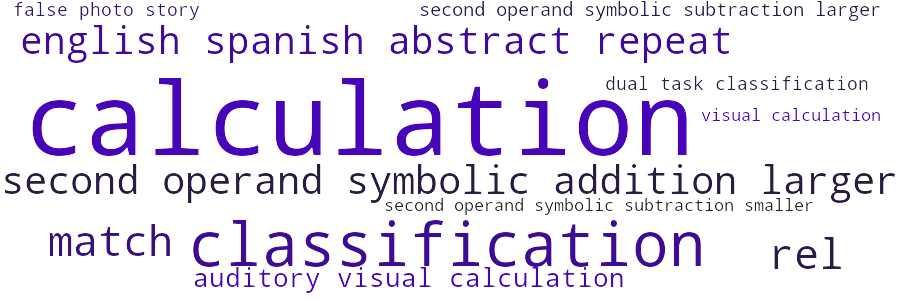 false photo story
second operand symbolic subtraction larger
english spanish abstract repeat
calculation
dual task classification
visual calculation
second operand symbolic addition larger
second operand symbolic subtraction smaller
match
classification
rel
auditory visual calculation